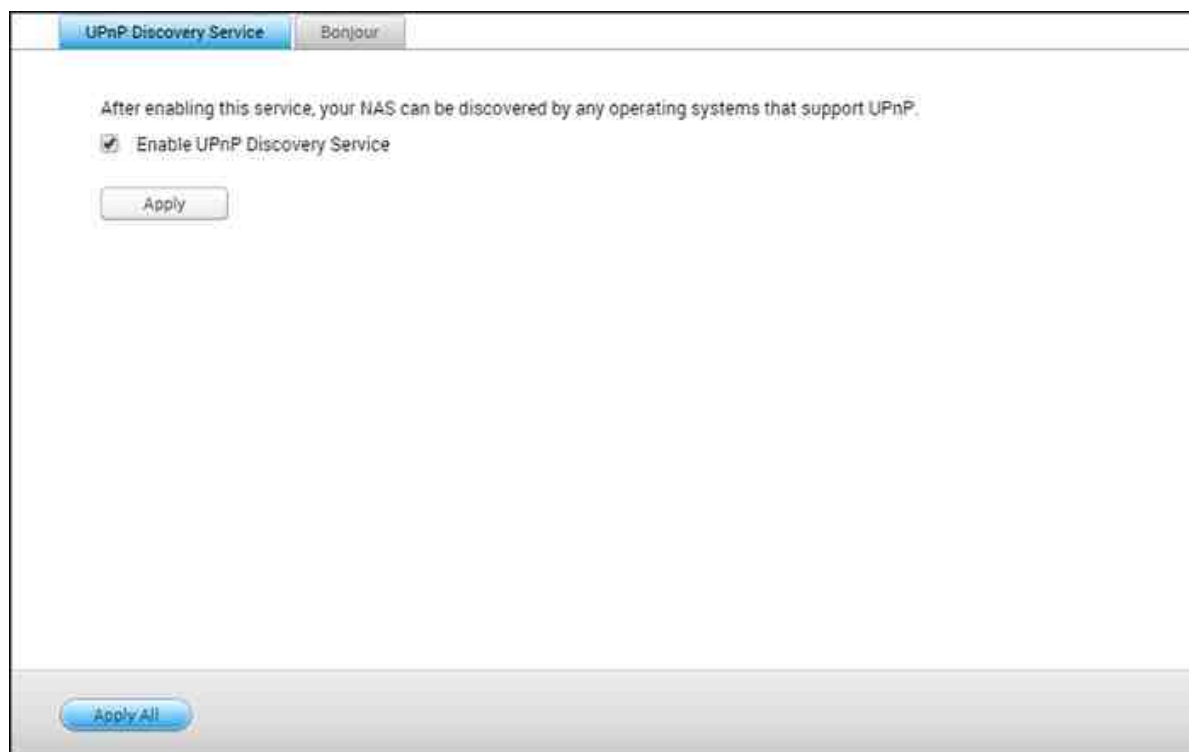 UPnP Discovery Service
Bonjour
After enabling this service, your NAS can be discovered by any operating systems that support UPnP.
Enable UPnP Discovery Service
Apply
Apply All